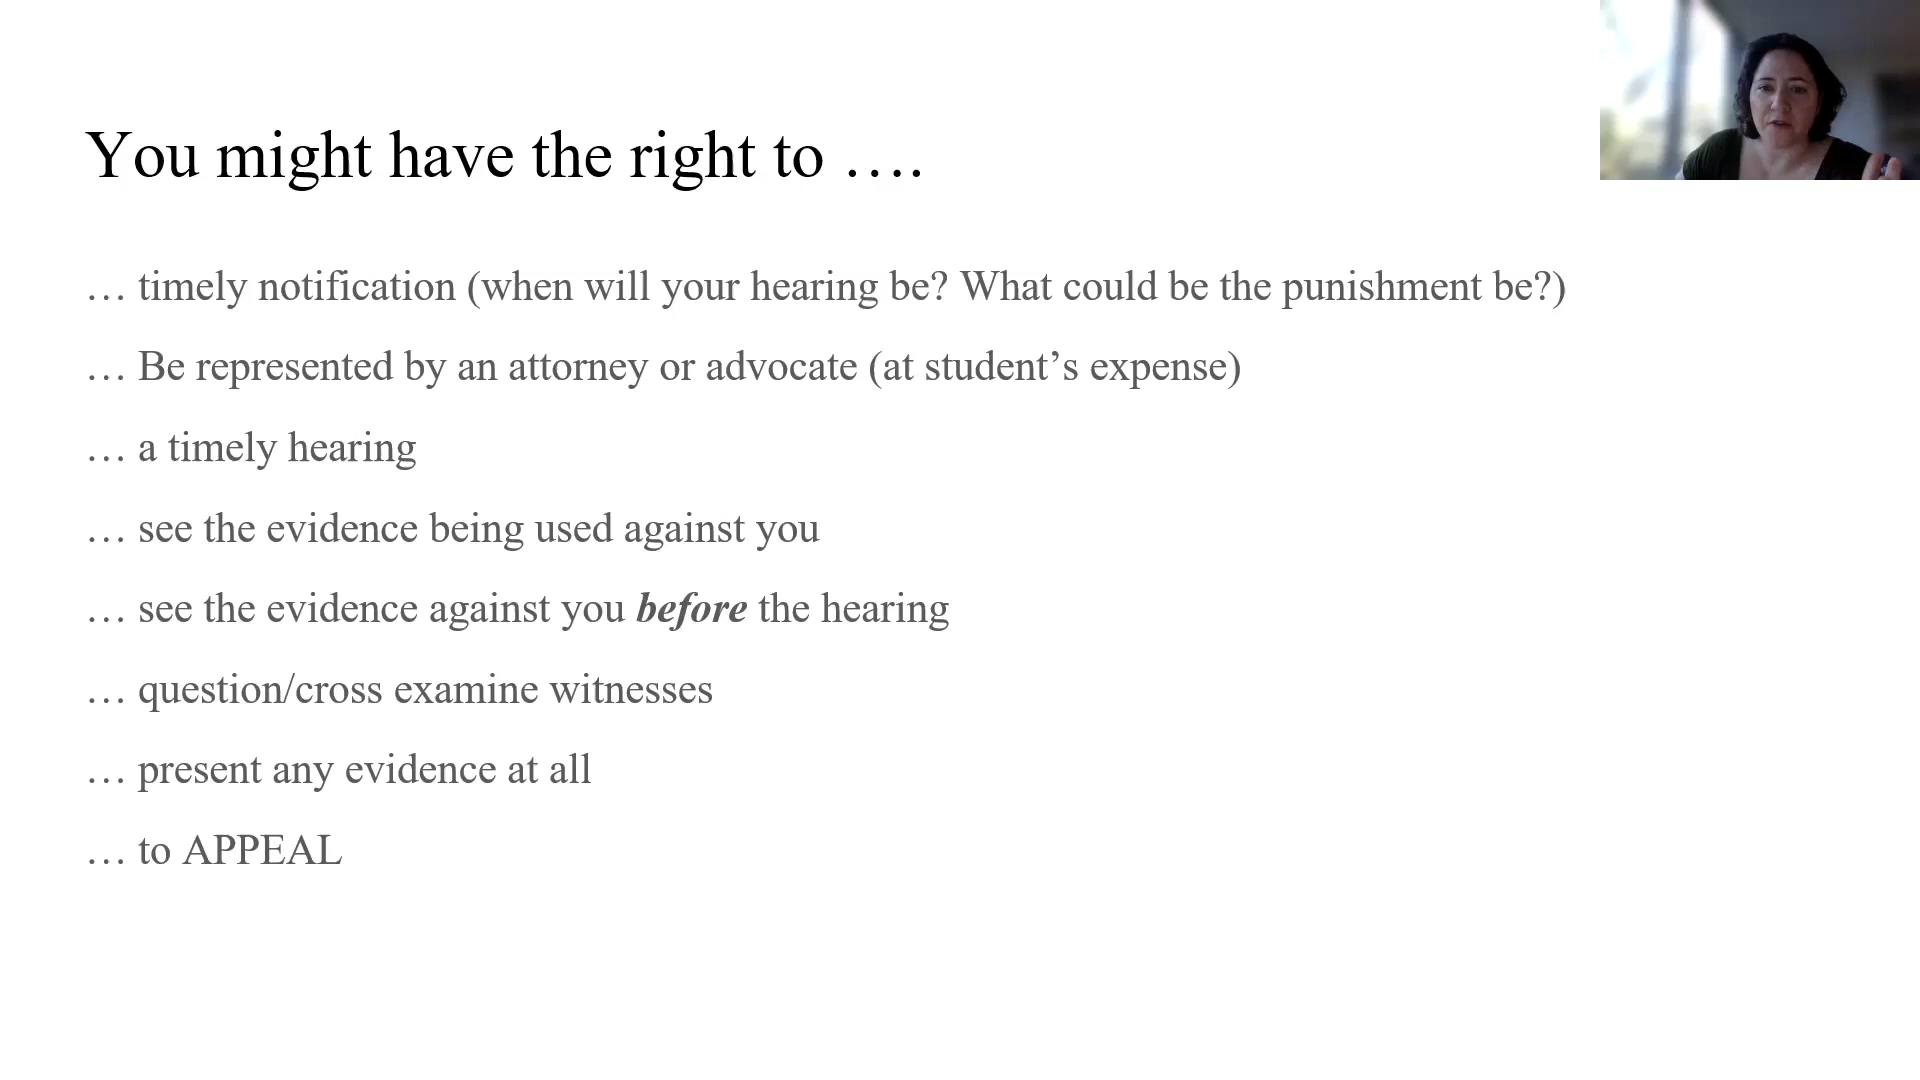 You might have the right to ….
… timely notification (when will your hearing be? What could be the punishment be?)
… Be represented by an attorney or advocate (at student’s expense)
… a timely hearing
… see the evidence being used against you
… see the evidence against you before the hearing
… question/cross examine witnesses
… present any evidence at all
… to APPEAL